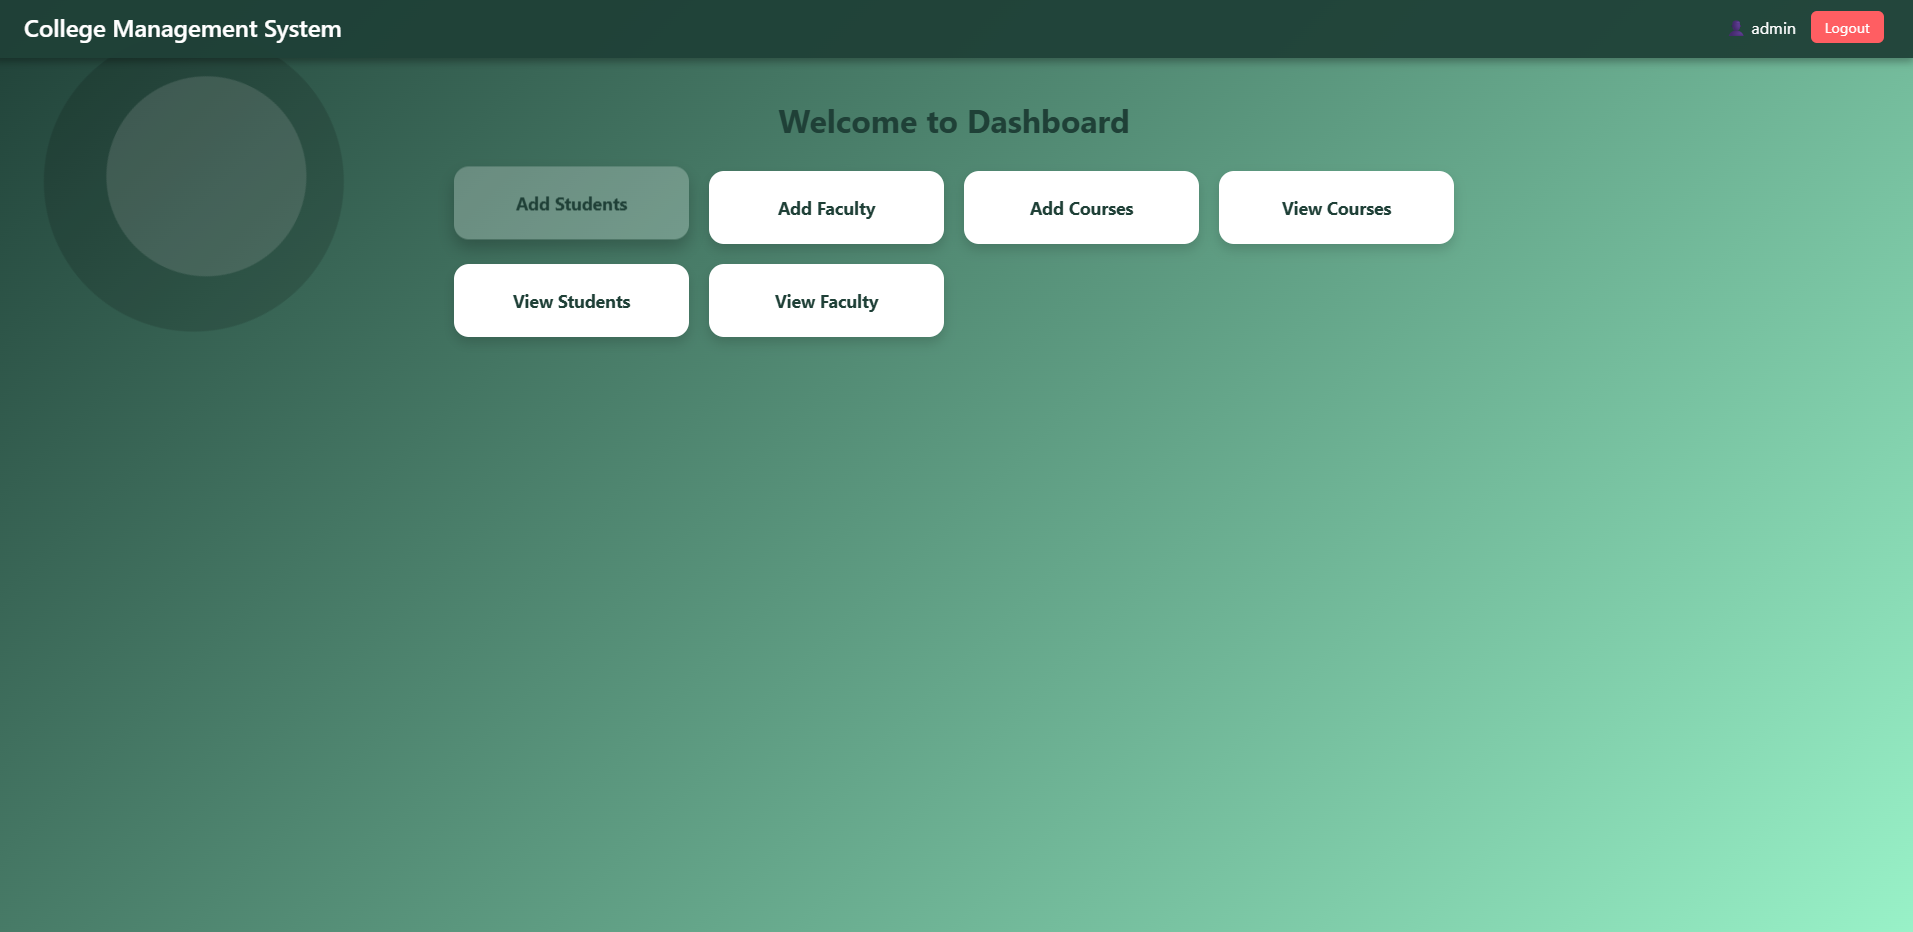 College Management System
admin
Logout
Welcome to Dashboard
Add Students
Add Faculty
Add Courses
View Courses
View Students
View Faculty